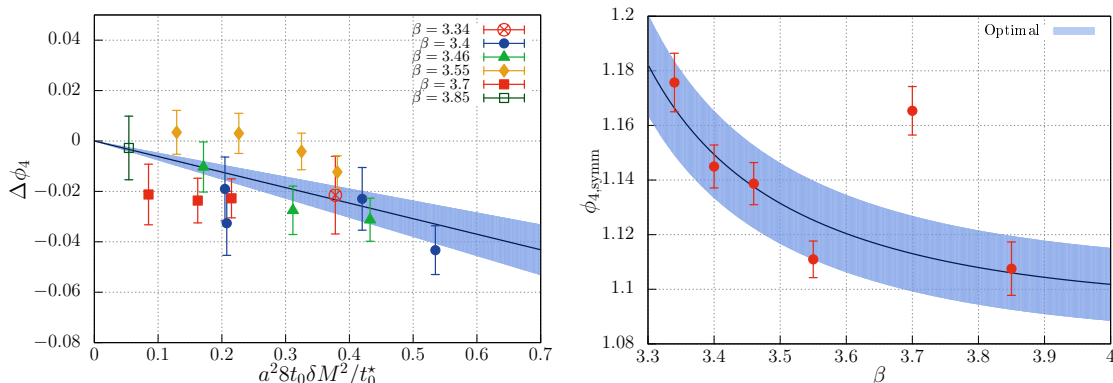 0.04
0.02
0
−0.02
−0.04
−0.06
−0.08
Δϕ₄
0 0.1 0.2 0.3 0.4 0.5 0.6 0.7
a²8t₀δM²/t₀⋆
β = 3.34
β = 3.4
β = 3.46
β = 3.55
β = 3.7
β = 3.85
1.2
1.18
1.16
1.14
1.12
1.1
1.08
ϕ₄,symm
3.3 3.4 3.5 3.6 3.7 3.8 3.9 4
β
Optimal